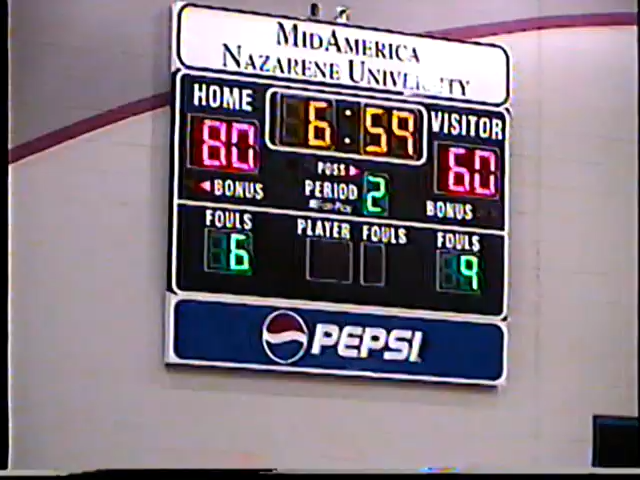 MIDAMERICA
NAZARENE UNIVERSITY
HOME 6:59 VISITOR
80 60
POSS
BONUS PERIOD 2 BONUS
FOULS PLAYER FOULS FOULS
6 9
PEPSI